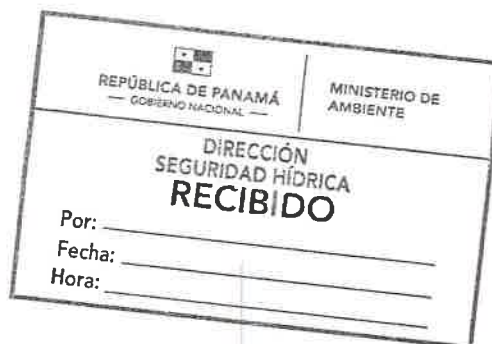 REPÚBLICA DE PANAMÁ
— GOBIERNO NACIONAL —
MINISTERIO DE
AMBIENTE
DIRECCIÓN
SEGURIDAD HÍDRICA
RECIBIDO
Por:
Fecha:
Hora: